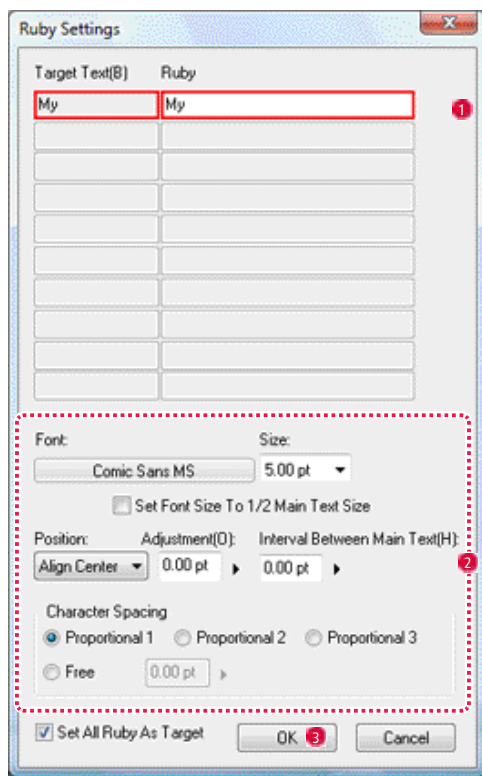 Ruby Settings
Target Text(B) Ruby
My My
1
Font: Size:
Comic Sans MS 5.00 pt
Set Font Size To 1/2 Main Text Size
Position: Adjustment(O): Interval Between Main Text(H):
Align Center 0.00 pt 0.00 pt
2
Character Spacing
Proportional 1 Proportional 2 Proportional 3
Free 0.00 pt
Set All Ruby As Target OK 3 Cancel